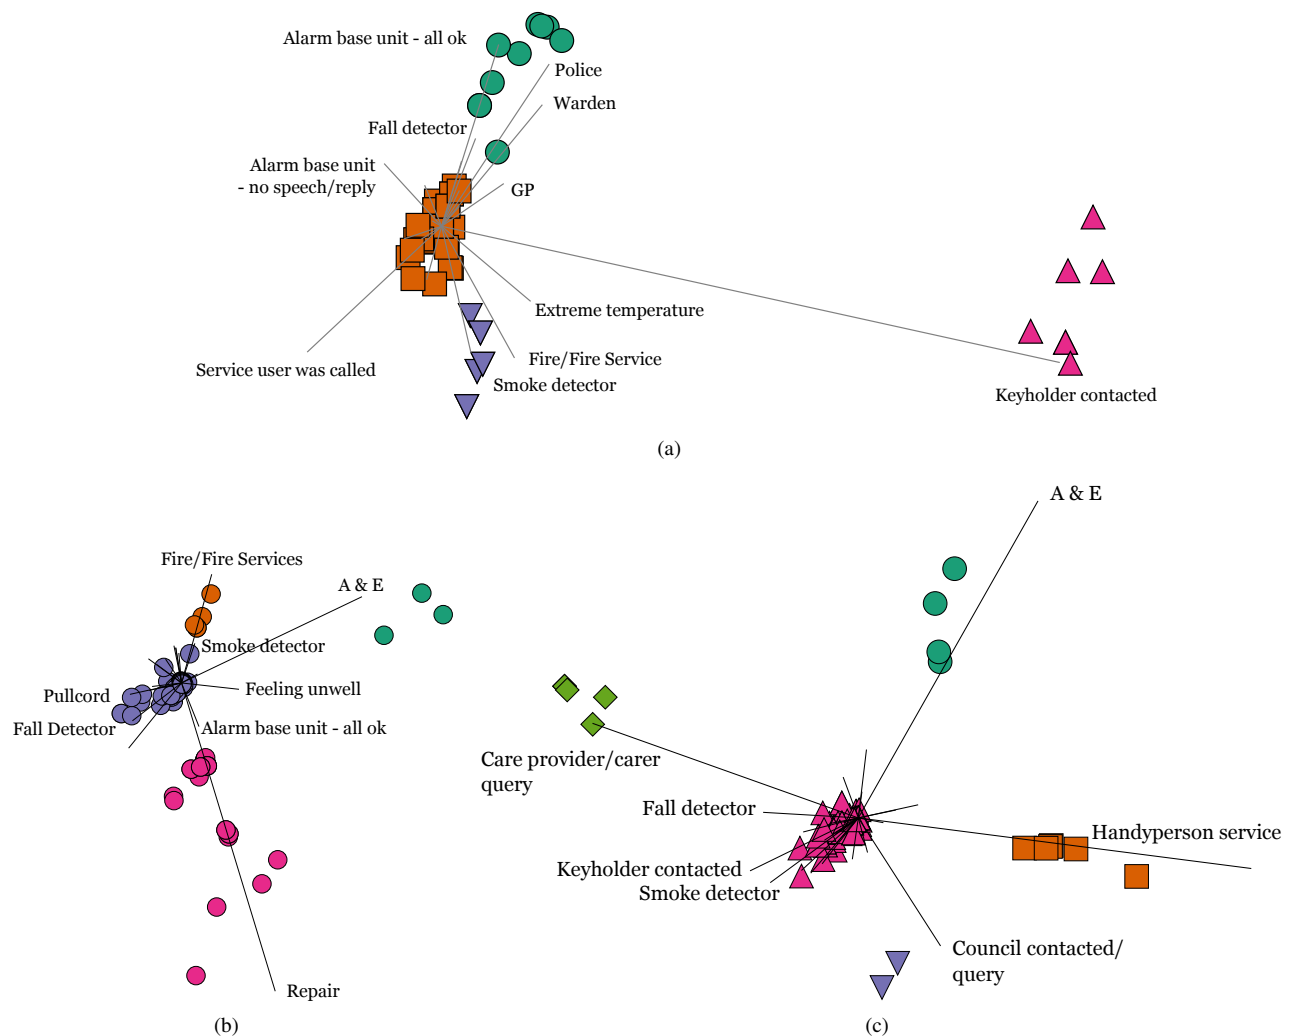 Alarm base unit - all ok
Police
Warden
Fall detector
Alarm base unit
- no speech/reply
GP
Extreme temperature
Service user was called
Fire/Fire Service
Smoke detector
Keyholder contacted
(a)
Fire/Fire Services
A & E
Smoke detector
Pullcord
Feeling unwell
Fall Detector
Alarm base unit - all ok
Repair
(b)
A & E
Care provider/carer
query
Fall detector
Handyperson service
Keyholder contacted
Smoke detector
Council contacted/
query
(c)